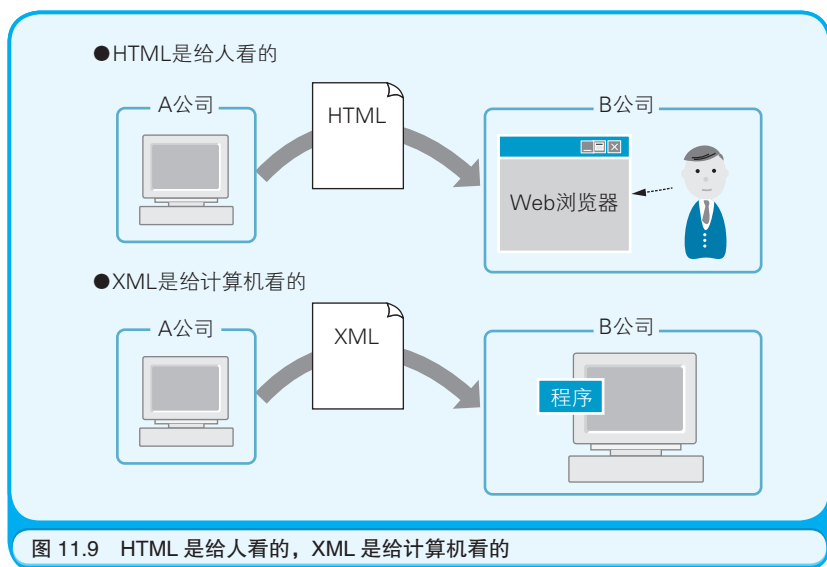 ●HTML是给人看的
A公司
HTML
B公司
Web浏览器
●XML是给计算机看的
A公司
XML
B公司
程序
图 11.9 HTML 是给人看的，XML 是给计算机看的